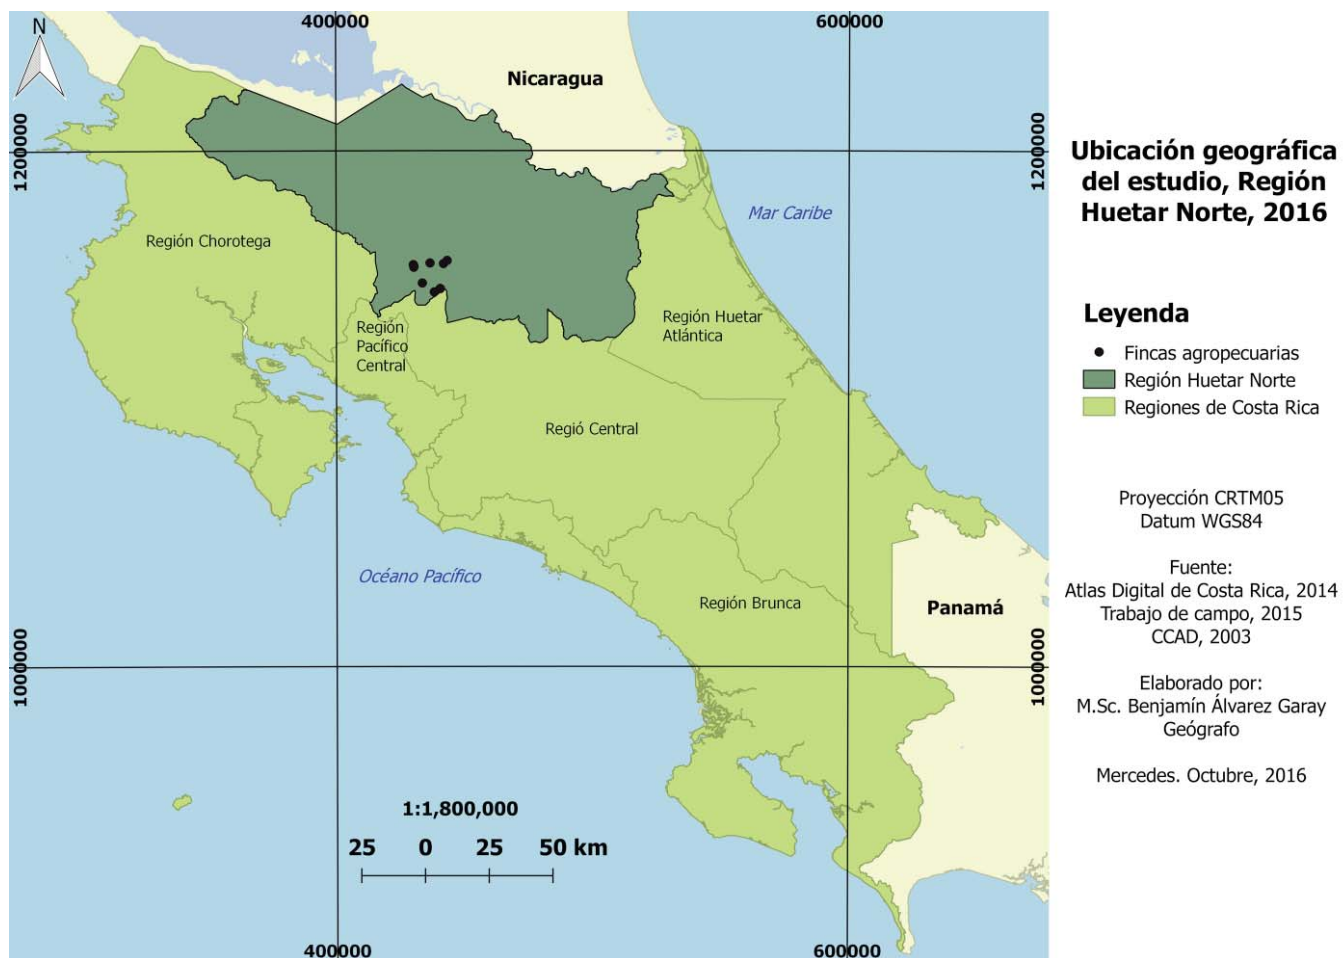 N
400000
600000
Nicaragua
1200000
1200000
Mar Caribe
Región Chorotega
Región
Pacífico
Central
Región Huetar
Atlántica
Regió Central
Océano Pacífico
Región Brunca
Panamá
1000000
1000000
1:1,800,000
25 0 25 50 km
400000
600000
Ubicación geográfica
del estudio, Región
Huetar Norte, 2016
Leyenda
Fincas agropecuarias
Región Huetar Norte
Regiones de Costa Rica
Proyección CRTM05
Datum WGS84
Fuente:
Atlas Digital de Costa Rica, 2014
Trabajo de campo, 2015
CCAD, 2003
Elaborado por:
M.Sc. Benjamín Álvarez Garay
Geógrafo
Mercedes. Octubre, 2016